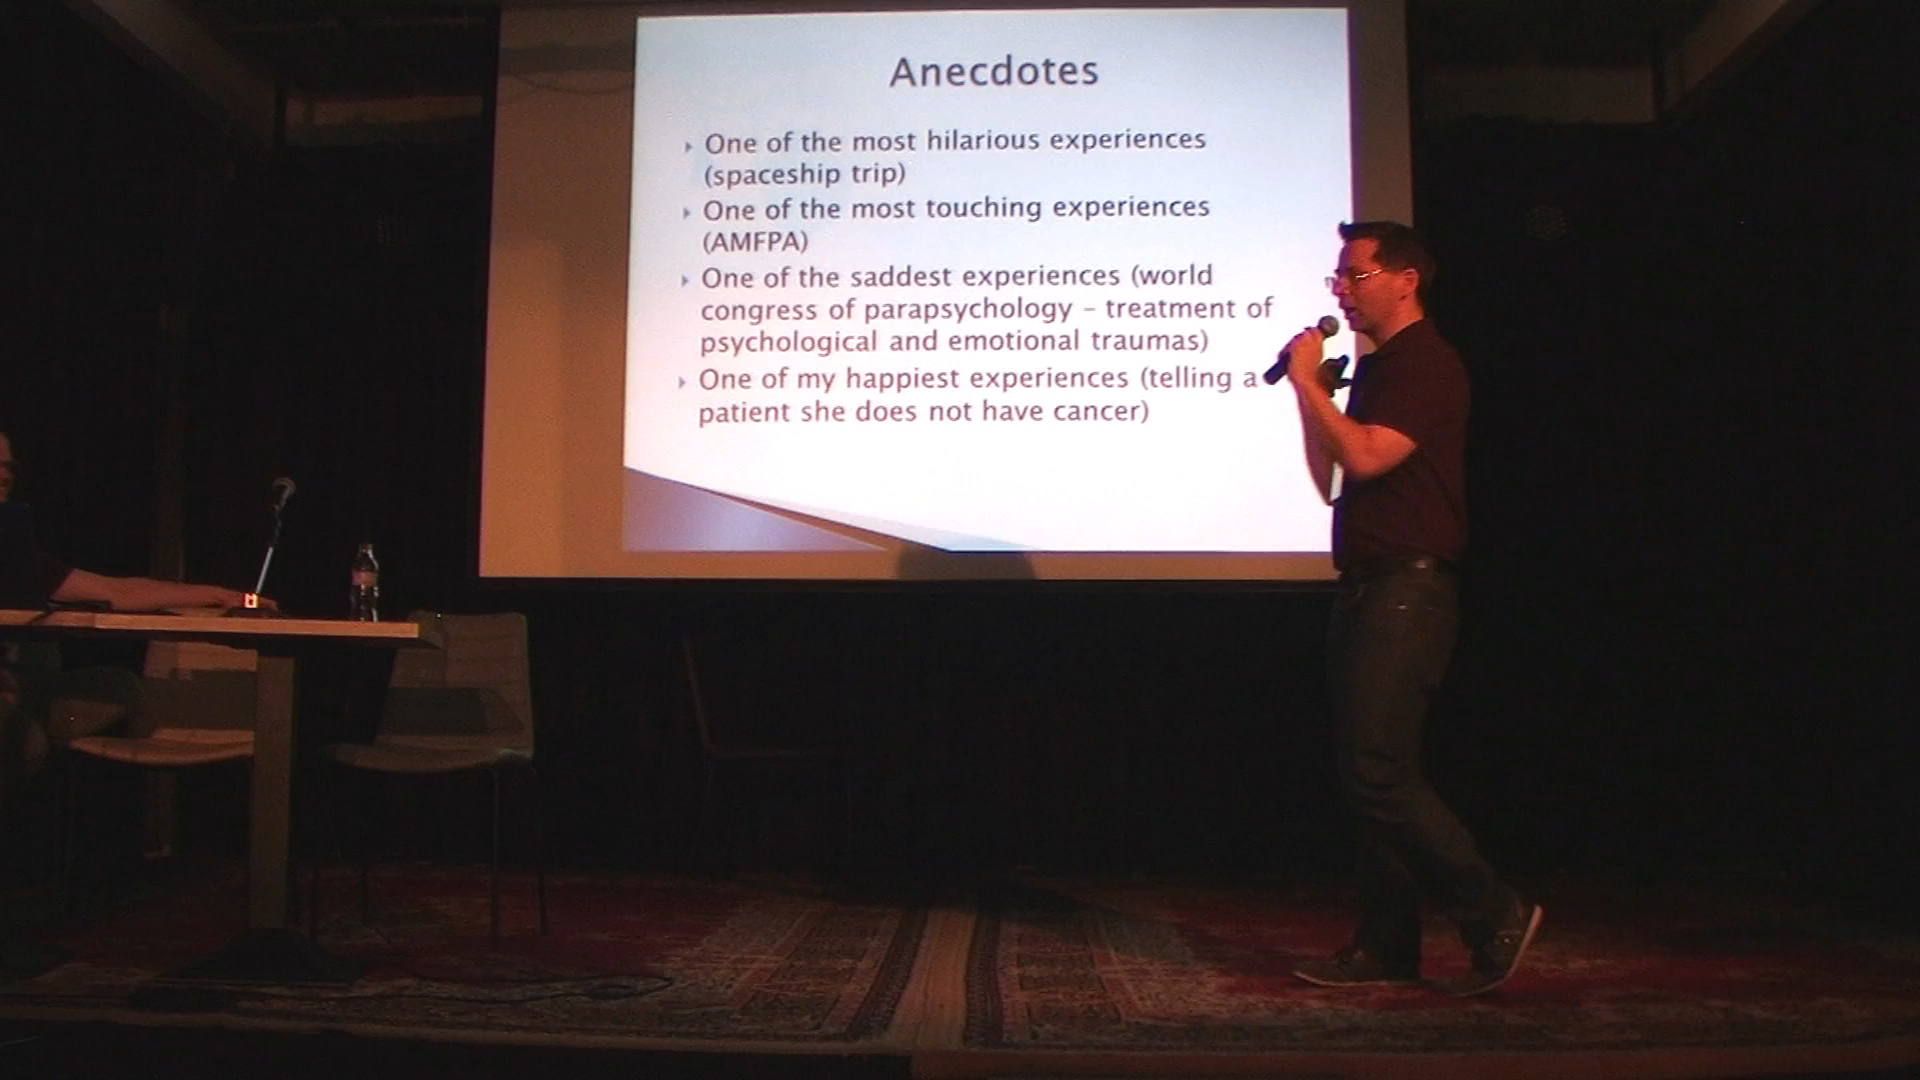 Anecdotes
One of the most hilarious experiences
(spaceship trip)
One of the most touching experiences
(AMFPA)
One of the saddest experiences (world
congress of parapsychology – treatment of
psychological and emotional traumas)
One of my happiest experiences (telling a
patient she does not have cancer)